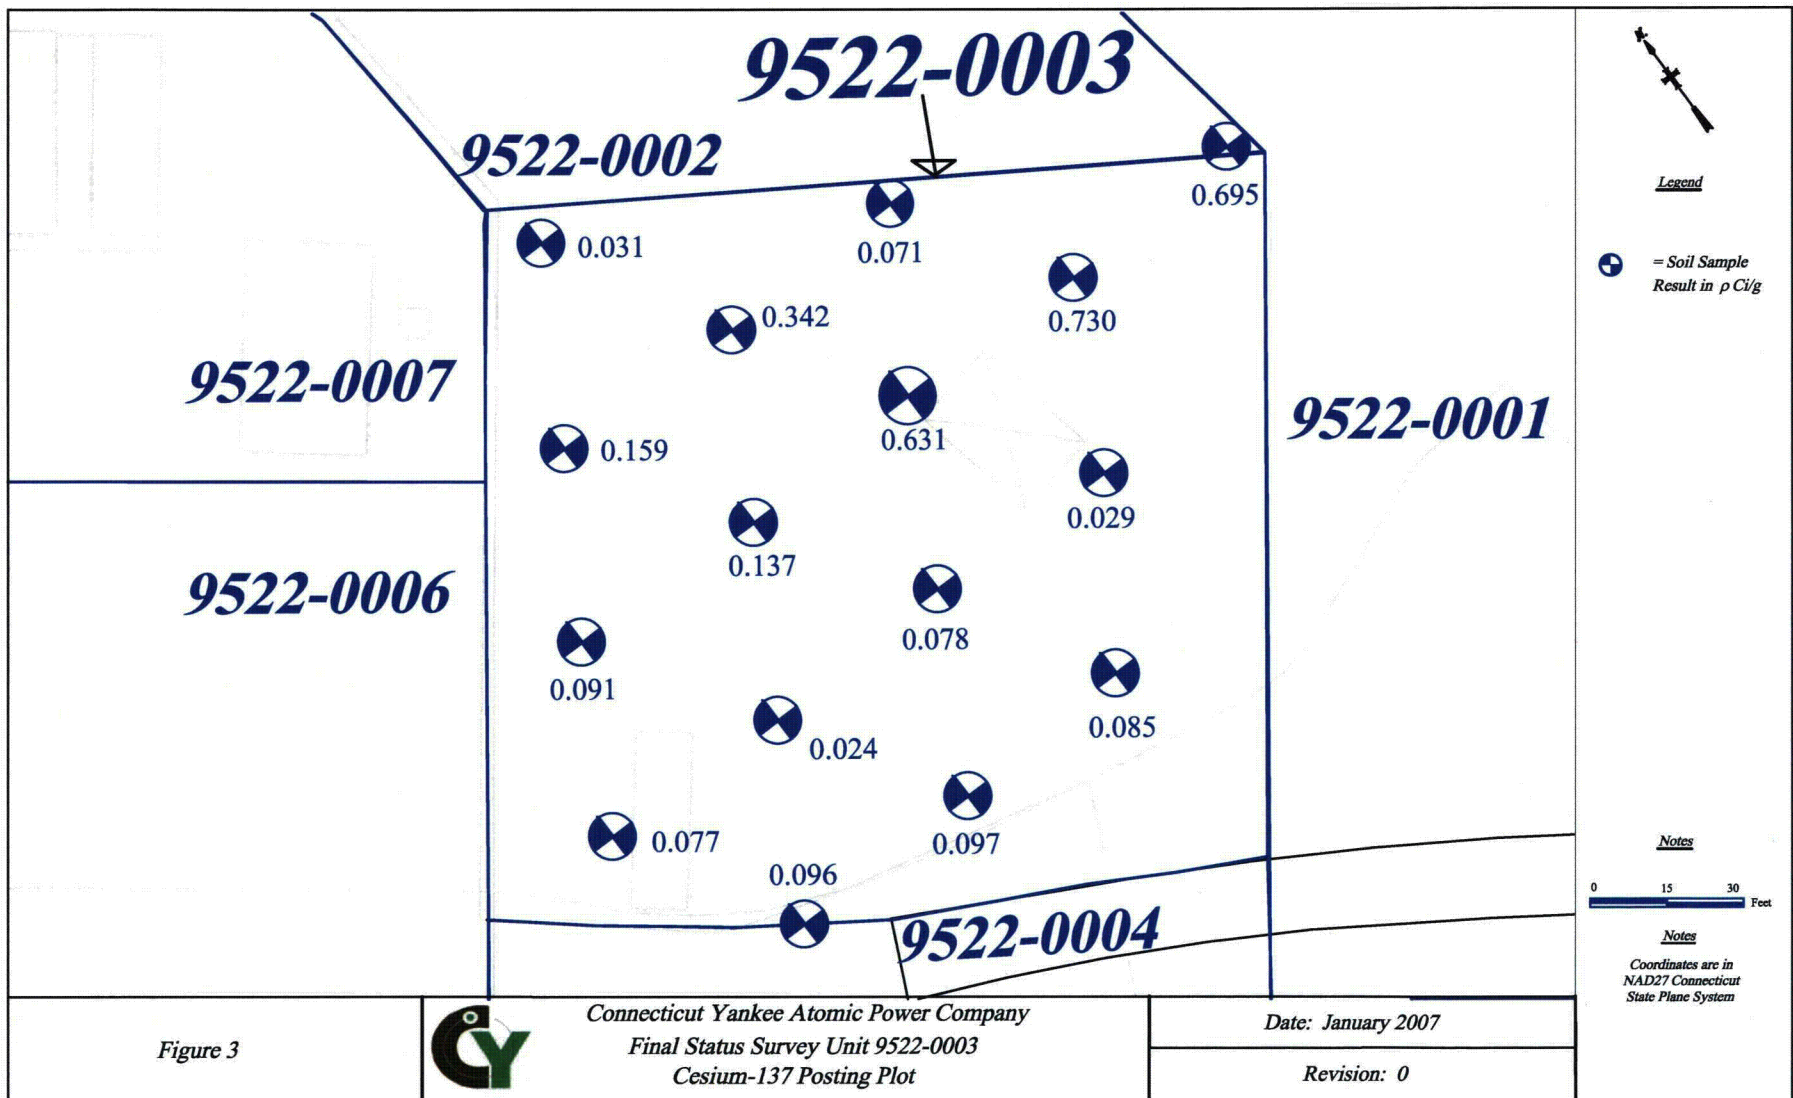 9522-0003
9522-0002
0.695
0.031
0.071
0.342
0.730
9522-0007
0.631
9522-0001
0.159
0.029
0.137
9522-0006
0.078
0.091
0.085
0.024
0.077
0.097
0.096
9522-0004
Legend
= Soil Sample
Result in ρ Ci/g
Notes
0 15 30
Feet
Notes
Coordinates are in
NAD27 Connecticut
State Plane System
Figure 3
CY
Connecticut Yankee Atomic Power Company
Final Status Survey Unit 9522-0003
Cesium-137 Posting Plot
Date: January 2007
Revision: 0